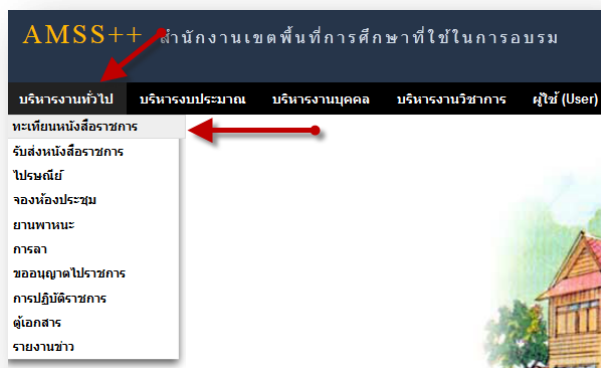 AMSS++ สำนักงานเขตพื้นที่การศึกษาที่ใช้ในการอบรม
บริหารงานทั่วไป บริหารงบประมาณ บริหารงานบุคคล บริหารงานวิชาการ ผู้ใช้ (User)
ทะเบียนหนังสือราชการ
รับส่งหนังสือราชการ
ไปรษณีย์
จองห้องประชุม
ยานพาหนะ
การลา
ขออนุญาตไปราชการ
การปฏิบัติราชการ
ตู้เอกสาร
รายงานข่าว